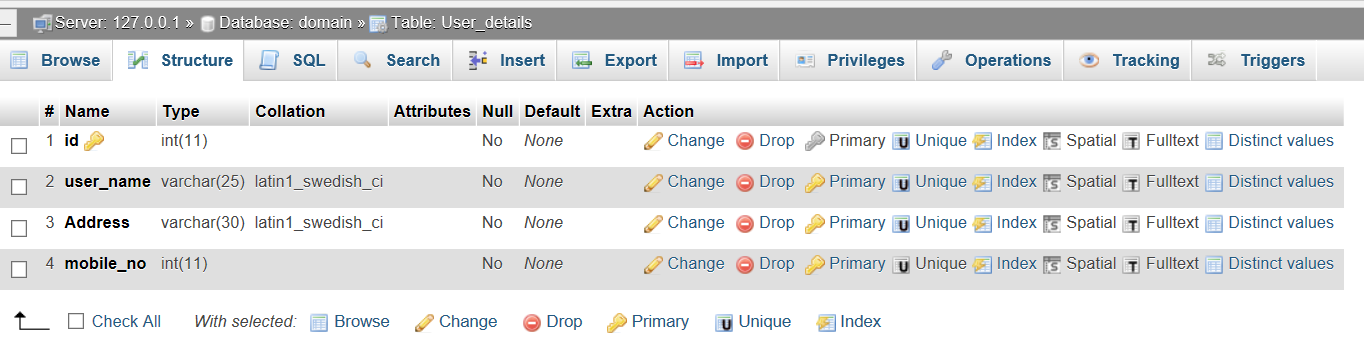 Server: 127.0.0.1 » Database: domain » Table: User_details
Browse Structure SQL Search Insert Export Import Privileges Operations Tracking Triggers
# Name Type Collation Attributes Null Default Extra Action
1 id int(11) No None Change Drop Primary Unique Index Spatial Fulltext Distinct values
2 user_name varchar(25) latin1_swedish_ci No None Change Drop Primary Unique Index Spatial Fulltext Distinct values
3 Address varchar(30) latin1_swedish_ci No None Change Drop Primary Unique Index Spatial Fulltext Distinct values
4 mobile_no int(11) No None Change Drop Primary Unique Index Spatial Fulltext Distinct values
Check All With selected: Browse Change Drop Primary Unique Index